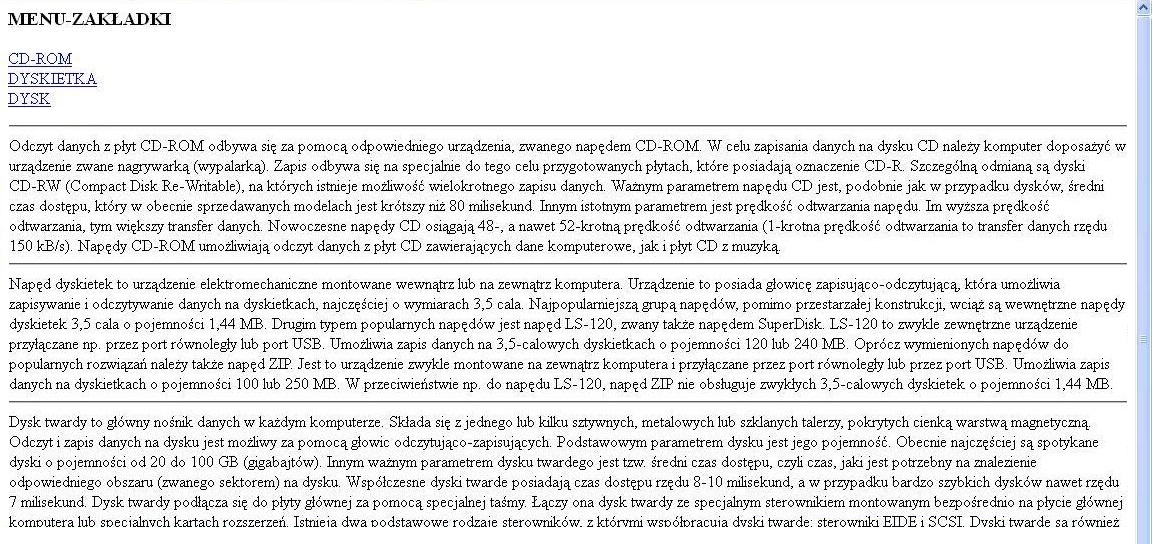 MENU-ZAKŁADKI
CD-ROM
DYSKIETKA
DYSK
Odczyt danych z płyt CD-ROM odbywa się za pomocą odpowiedniego urządzenia, zwanego napędem CD-ROM. W celu zapisania danych na dysku CD należy komputer doposażyć w
urządzenie zwane nagrywarką (wypalarką). Zapis odbywa się na specjalnie do tego celu przygotowanych płytach, które posiadają oznaczenie CD-R. Szczególną odmianą są dyski
CD-RW (Compact Disk Re-Writable), na których istnieje możliwość wielokrotnego zapisu danych. Ważnym parametrem napędu CD jest, podobnie jak w przypadku dysków, średni
czas dostępu, który w obecnie sprzedawanych modelach jest krótszy niż 80 milisekund. Innym istotnym parametrem jest prędkość odtwarzania napędu. Im wyższa prędkość
odtwarzania, tym większy transfer danych. Nowoczesne napędy CD osiągają 48-, a nawet 52-krotną prędkość odtwarzania (1-krotna prędkość odtwarzania to transfer danych rzędu
150 kB/s). Napędy CD-ROM umożliwiają odczyt danych z płyt CD zawierających dane komputerowe, jak i płyt CD z muzyką.
Napęd dyskietek to urządzenie elektromechaniczne montowane wewnątrz lub na zewnątrz komputera. Urządzenie to posiada głowicę zapisująco-odczytującą, która umożliwia
zapisywanie i odczytywanie danych na dyskietkach, najczęściej o wymiarach 3,5 cala. Najpopularniejszą grupą napędów, pomimo przestarzałej konstrukcji, wciąż są wewnętrzne napędy
dyskietek 3,5 cala o pojemności 1,44 MB. Drugim typem popularnych napędów jest napęd LS-120, zwany także napędem SuperDisk. LS-120 to zwykle zewnętrzne urządzenie
przyłączane np. przez port równoległy lub port USB. Umożliwia zapis danych na 3,5-calowych dyskietkach o pojemności 120 lub 240 MB. Oprócz wymienionych napędów do
popularnych rozwiązań należy także napęd ZIP. Jest to urządzenie zwykle montowane na zewnątrz komputera i przyłączane przez port równoległy lub przez port USB. Umożliwia zapis
danych na dyskietkach o pojemności 100 lub 250 MB. W przeciwieństwie np. do napędu LS-120, napęd ZIP nie obsługuje zwykłych 3,5-calowych dyskietek o pojemności 1,44 MB.
Dysk twardy to główny nośnik danych w każdym komputerze. Składa się z jednego lub kilku sztywnych, metalowych lub szklanych talerzy, pokrytych cienką warstwą magnetyczną.
Odczyt i zapis danych na dysku jest możliwy za pomocą głowic odczytująco-zapisujących. Podstawowym parametrem dysku jest jego pojemność. Obecnie najczęściej są spotykane
dyski o pojemności od 20 do 100 GB (gigabajtów). Innym ważnym parametrem dysku twardego jest tzw. średni czas dostępu, czyli czas, jaki jest potrzebny na znalezienie
odpowiedniego obszaru (zwanego sektorem) na dysku. Współczesne dyski twarde posiadają czas dostępu rzędu 8-10 milisekund, a w przypadku bardzo szybkich dysków nawet rzędu
7 milisekund. Dysk twardy podłącza się do płyty głównej za pomocą specjalnej taśmy. Łączy ona dysk twardy ze specjalnym sterownikiem montowanym bezpośrednio na płycie głównej
komputera lub specjalnych kartach rozszerzeń. Istnieją dwa podstawowe rodzaje sterowników, z którymi współpracują dyski twarde: sterowniki EIDE i SCSI. Dyski twarde są również